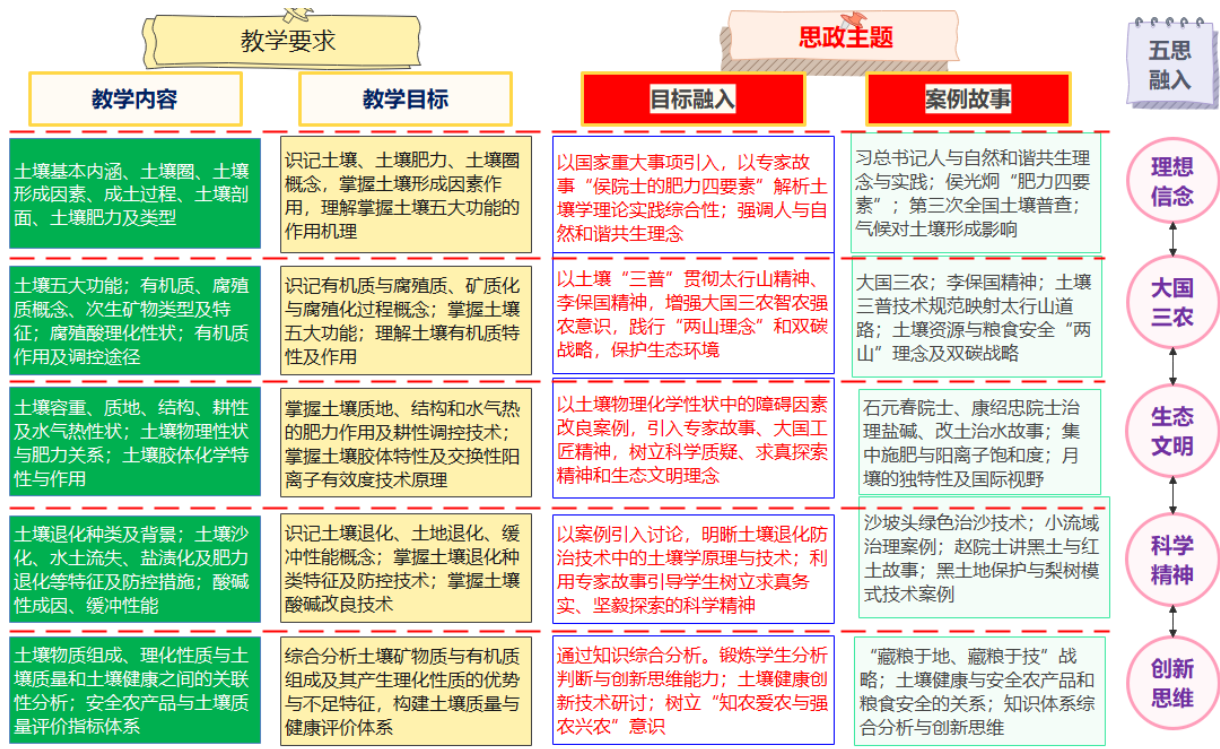 教学要求
思政主题
五思
融入
教学内容
教学目标
目标融入
案例故事
土壤基本内涵、土壤圈、土壤
形成因素、成土过程、土壤剖
面、土壤肥力及类型
识记土壤、土壤肥力、土壤圈
概念，掌握土壤形成因素作
用，理解掌握土壤五大功能的
作用机理
以国家重大事项引入，以专家故
事“侯院士的肥力四要素”解析土
壤学理论实践综合性；强调人与自
然和谐共生理念
习总书记人与自然和谐共生理
念与实践；侯光炯“肥力四要
素”；第三次全国土壤普查；
气候对土壤形成影响
理想
信念
土壤五大功能；有机质、腐殖
质概念、次生矿物类型及特
征；腐殖酸理化性状；有机质
作用及调控途径
识记有机质与腐殖质、矿质化
与腐殖化过程概念；掌握土壤
五大功能；理解土壤有机质特
性及作用
以土壤“三普”贯彻太行山精神、
李保国精神，增强大国三农智农强
农意识，践行“两山理念”和双碳
战略，保护生态环境
大国三农；李保国精神；土壤
三普技术规范映射太行山道
路；土壤资源与粮食安全“两
山”理念及双碳战略
大国
三农
土壤容重、质地、结构、耕性
及水气热性状；土壤物理性状
与肥力关系；土壤胶体化学特
性与作用
掌握土壤质地、结构和水气热
的肥力作用及耕性调控技术；
掌握土壤胶体特性及交换性阳
离子有效度技术原理
以土壤物理化学性状中的障碍因素
改良案例，引入专家故事、大国工
匠精神，树立科学质疑、求真探索
精神和生态文明理念
石元春院士、康绍忠院士治
理盐碱、改土治水故事；集
中施肥与阳离子饱和度；月
壤的独特性及国际视野
生态
文明
土壤退化种类及背景；土壤沙
化、水土流失、盐渍化及肥力
退化等特征及防控措施；酸碱
性成因、缓冲性能
识记土壤退化、土地退化、缓
冲性能概念；掌握土壤退化种
类特征及防控技术；掌握土壤
酸碱改良技术
以案例引入讨论，明晰土壤退化防
治技术中的土壤学原理与技术；利
用专家故事引导学生树立求真务
实、坚毅探索的科学精神
沙坡头绿色治沙技术；小流域
治理案例；赵院士讲黑土与红
土故事；黑土地保护与梨树模
式技术案例
科学
精神
土壤物质组成、理化性质与土
壤质量和土壤健康之间的关联
性分析；安全农产品与土壤质
量评价指标体系
综合分析土壤矿物质与有机质
组成及其产生理化性质的优势
与不足特征，构建土壤质量与
健康评价体系
通过知识综合分析。锻炼学生分析
判断与创新思维能力；土壤健康创
新技术研讨；树立“知农爱农与强
农兴农”意识
“藏粮于地、藏粮于技”战
略；土壤健康与安全农产品和
粮食安全的关系；知识体系综
合分析与创新思维
创新
思维